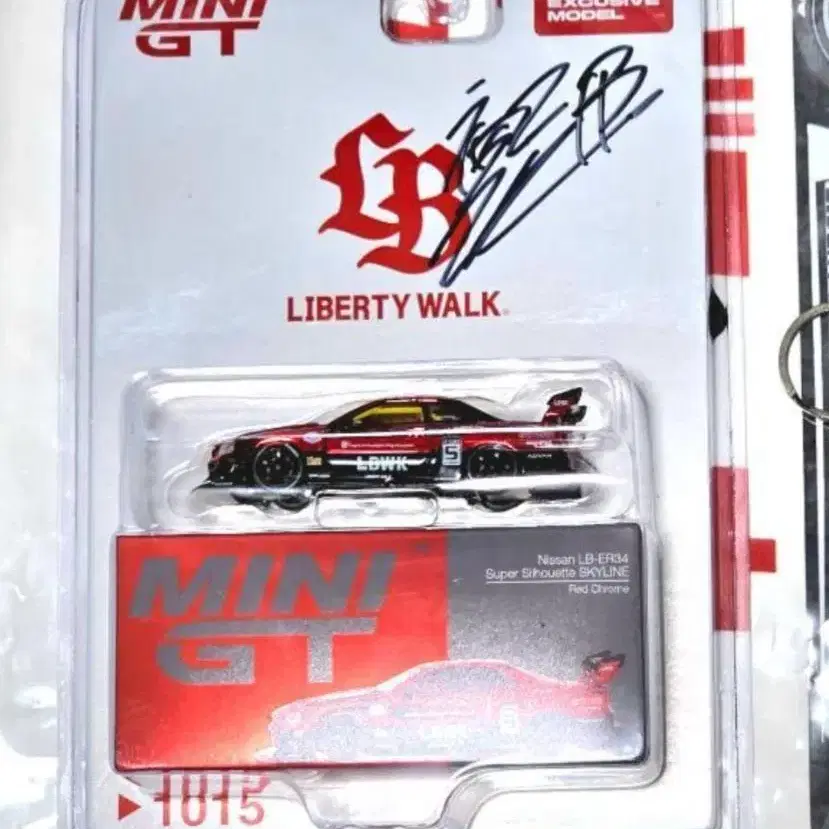 MINI
GT
EXCUSIVE
MODEL
LB
LIBERTY WALK
LBWK
5
MINI
GT
Nissan LB-ER34
Super Silhouette SKYLINE
Red Chrome
1015